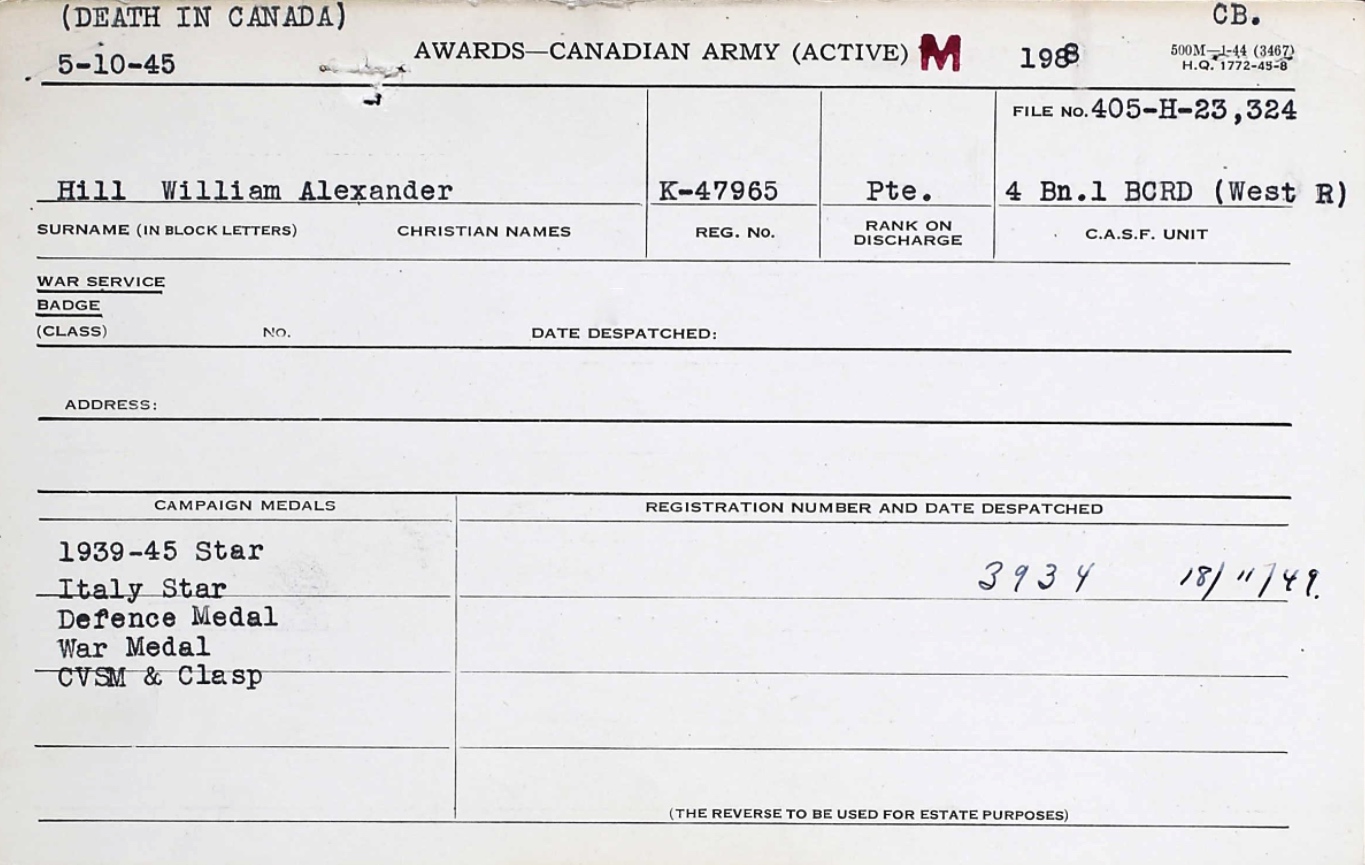 (DEATH IN CANADA) CB.
5-10-45 AWARDS—CANADIAN ARMY (ACTIVE) M 1988 500M—1-44 (3467)
H.Q. 1772-45-8
FILE NO. 405-H-23,324
Hill William Alexander K-47965 Pte. 4 Bn.1 BCRD (West R)
SURNAME (IN BLOCK LETTERS) CHRISTIAN NAMES REG. NO. RANK ON DISCHARGE C.A.S.F. UNIT
WAR SERVICE
BADGE
(CLASS) NO. DATE DESPATCHED:
ADDRESS:
CAMPAIGN MEDALS REGISTRATION NUMBER AND DATE DESPATCHED
1939-45 Star
Italy Star 3934 18/11/49.
Defence Medal
War Medal
CVSM & Clasp
(THE REVERSE TO BE USED FOR ESTATE PURPOSES)